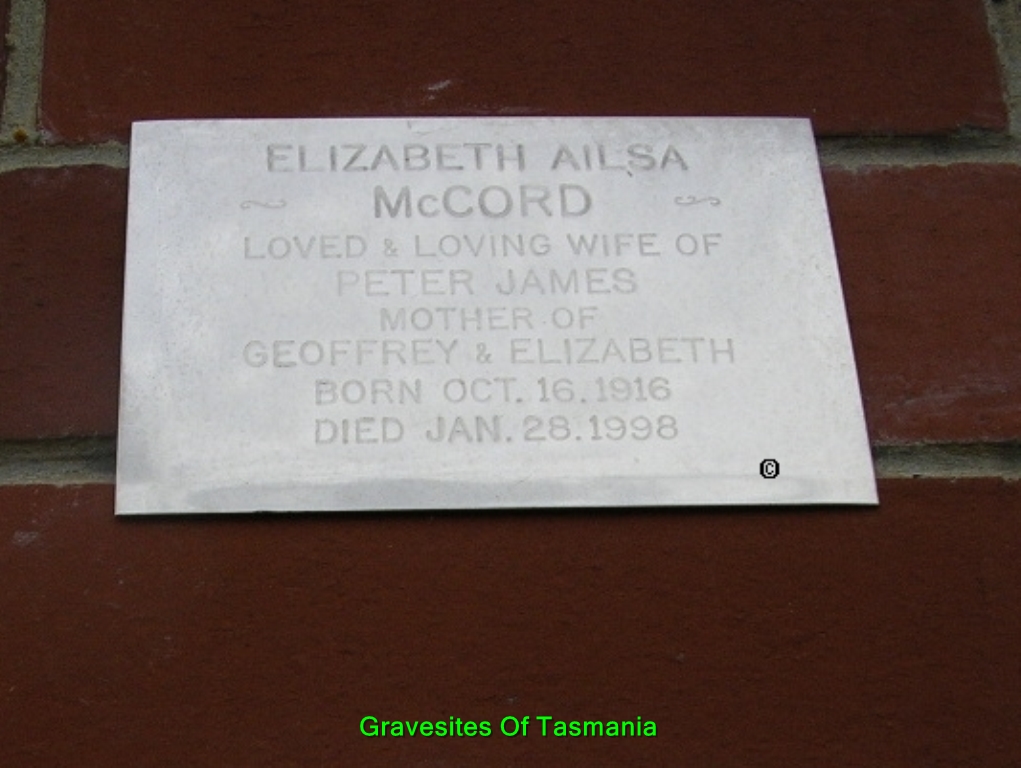 ELIZABETH AILSA
McCORD
LOVED & LOVING WIFE OF
PETER JAMES
MOTHER OF
GEOFFREY & ELIZABETH
BORN OCT. 16. 1916
DIED JAN. 28. 1998
©
Gravesites Of Tasmania